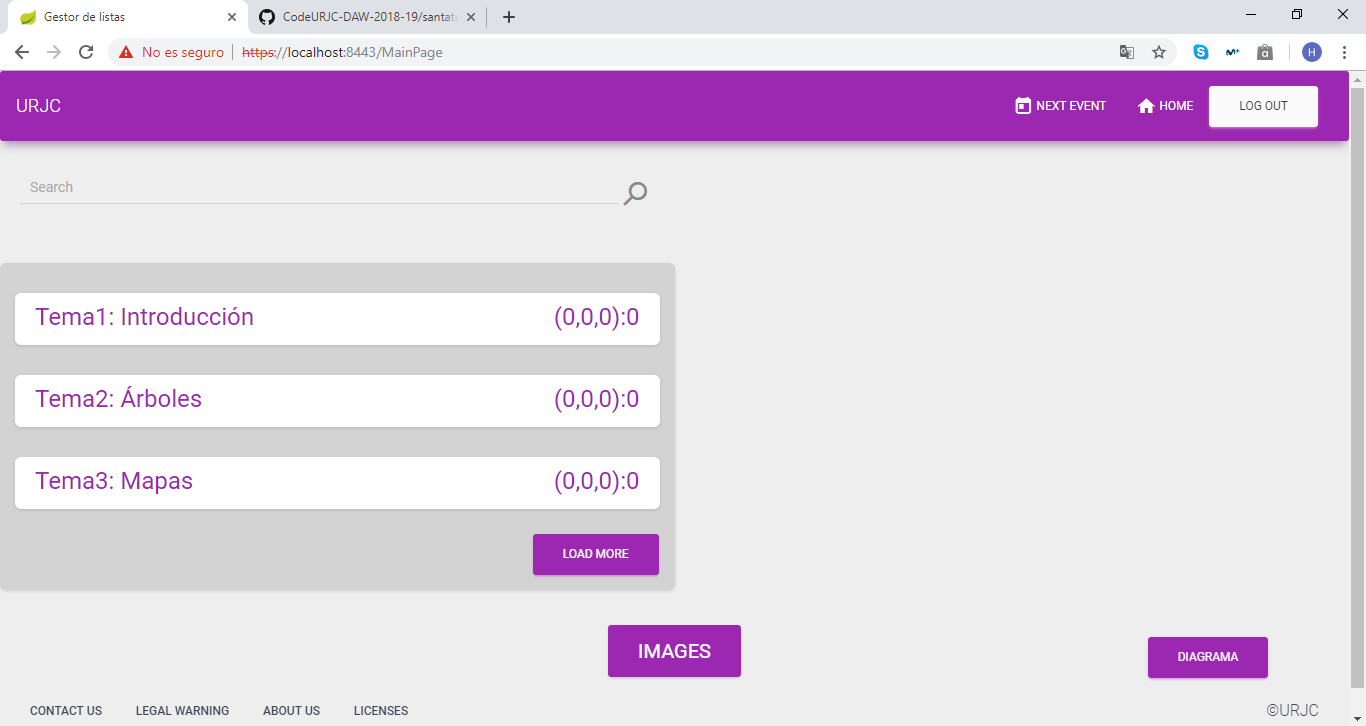 Gestor de listas
CodeURJC-DAW-2018-19/santat
No es seguro
https://localhost:8443/MainPage
H
URJC
NEXT EVENT
HOME
LOG OUT
Search
Tema1: Introducción (0,0,0):0
Tema2: Árboles (0,0,0):0
Tema3: Mapas (0,0,0):0
LOAD MORE
IMAGES
DIAGRAMA
CONTACT US
LEGAL WARNING
ABOUT US
LICENSES
©URJC